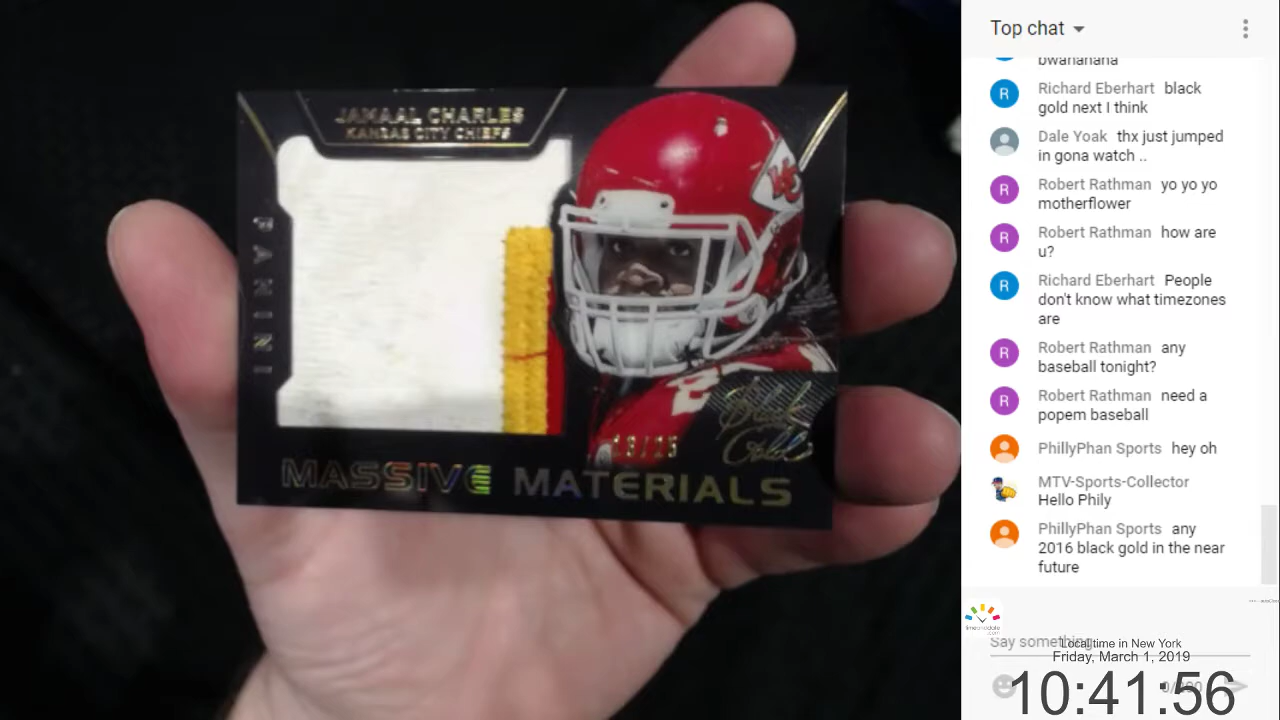 JAMAAL CHARLES
KANSAS CITY CHIEFS
PANINI
KC
Black
Gold
MASSIVE MATERIALS
Top chat
bwahahaha
R Richard Eberhart black
gold next I think
Dale Yoak thx just jumped
in gona watch ..
R Robert Rathman yo yo yo
motherflower
R Robert Rathman how are
u?
R Richard Eberhart People
don't know what timezones
are
R Robert Rathman any
baseball tonight?
R Robert Rathman need a
popem baseball
PhillyPhan Sports hey oh
MTV-Sports-Collector
Hello Phily
PhillyPhan Sports any
2016 black gold in the near
future
Say something...
Local time in New York
Friday, March 1, 2019
10:41:56